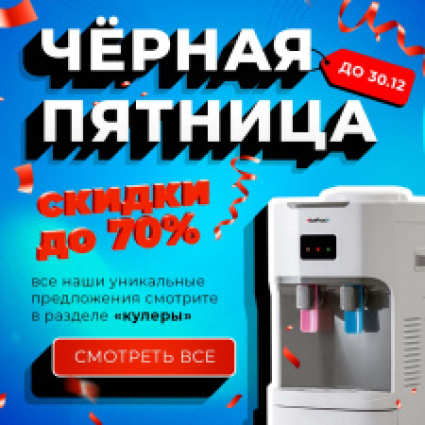 ЧЁРНАЯ
ПЯТНИЦА
ДО 30.12
скидки
до 70%
все наши уникальные
предложения смотрите
в разделе «кулеры»
СМОТРЕТЬ ВСЕ